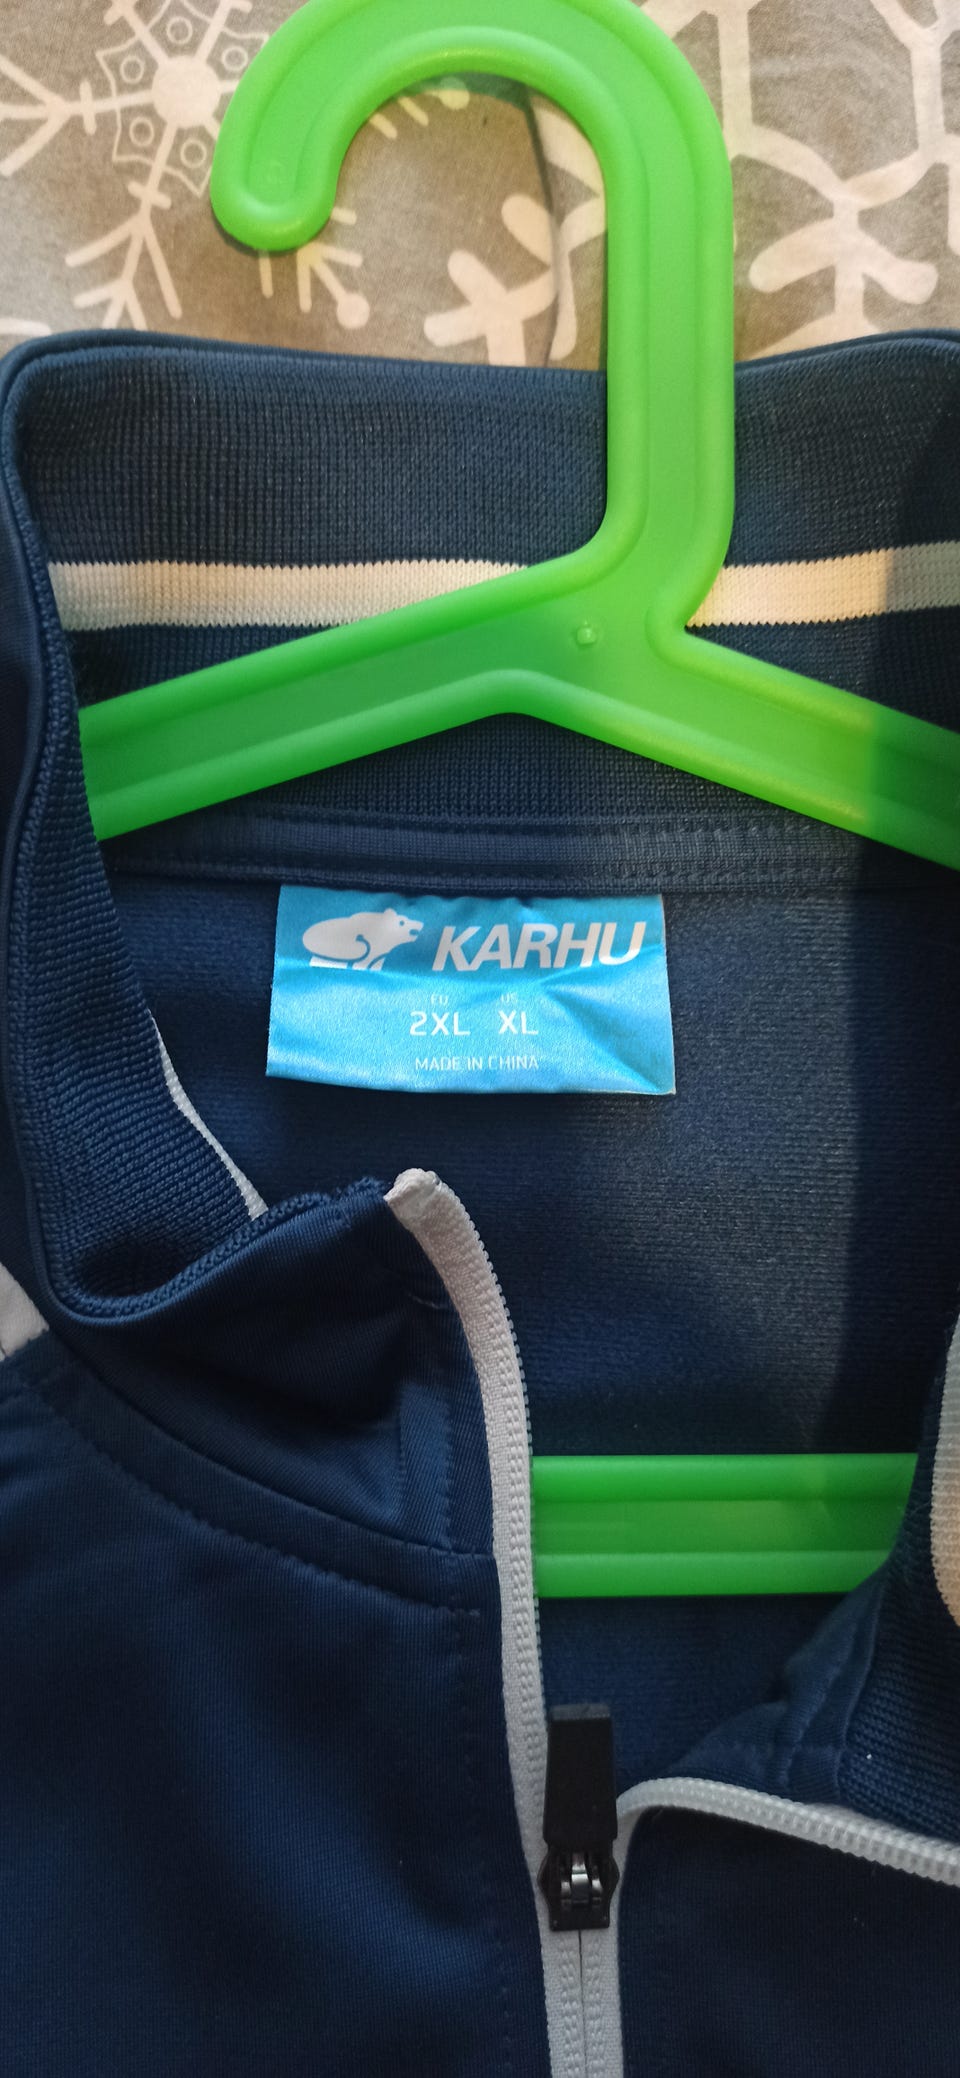 KARHU
EU US
2XL XL
MADE IN CHINA